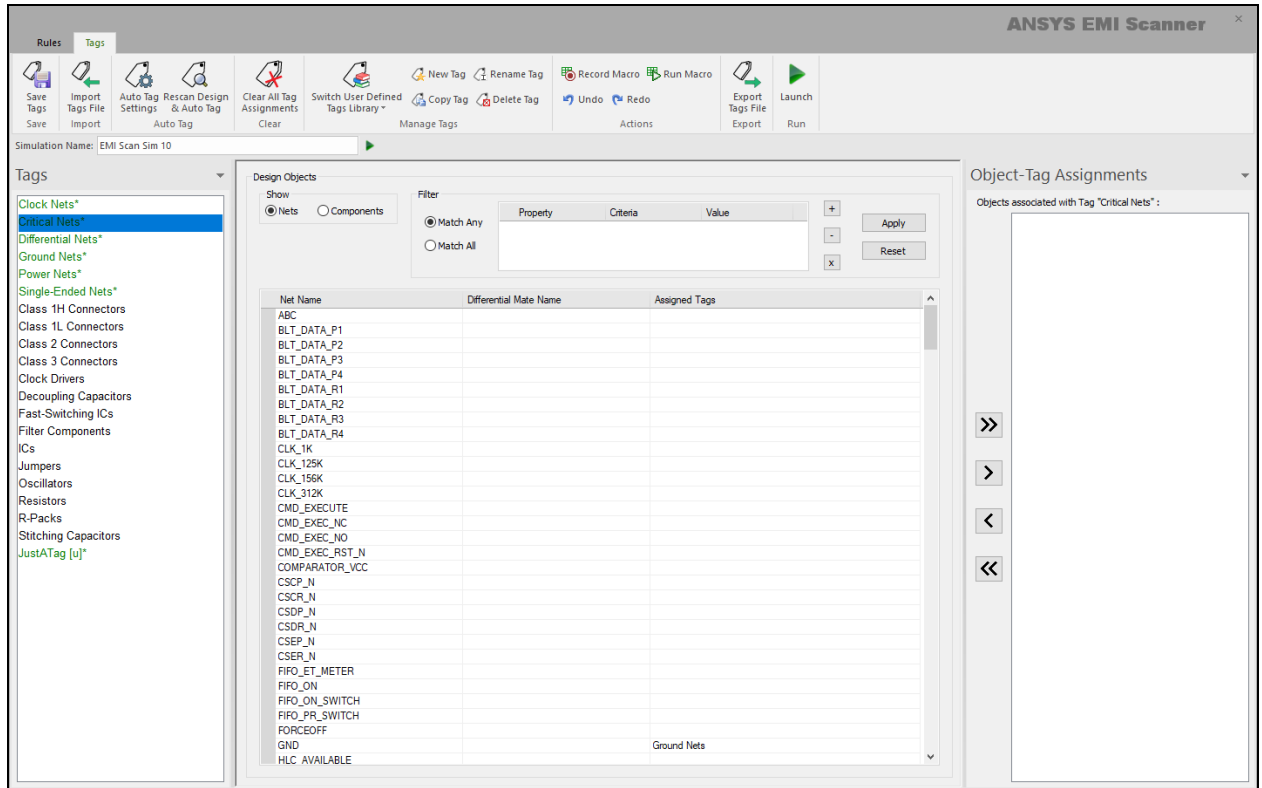 ANSYS EMI Scanner ×
Rules Tags
Save Tags
Import Tags File
Auto Tag Settings
Rescan Design & Auto Tag
Clear All Tag Assignments
Switch User Defined Tags Library
New Tag Rename Tag
Copy Tag Delete Tag
Record Macro Run Macro
Undo Redo
Export Tags File
Launch
Save Import Auto Tag Clear Manage Tags Actions Export Run
Simulation Name: EMI Scan Sim 10
Tags
Clock Nets*
Critical Nets*
Differential Nets*
Ground Nets*
Power Nets*
Single-Ended Nets*
Class 1H Connectors
Class 1L Connectors
Class 2 Connectors
Class 3 Connectors
Clock Drivers
Decoupling Capacitors
Fast-Switching ICs
Filter Components
ICs
Jumpers
Oscillators
Resistors
R-Packs
Stitching Capacitors
JustATag [u]*
Design Objects
Show
Nets Components
Filter
Match Any
Match All
Property Criteria Value
+
-
x
Apply
Reset
Net Name Differential Mate Name Assigned Tags
ABC
BLT_DATA_P1
BLT_DATA_P2
BLT_DATA_P3
BLT_DATA_P4
BLT_DATA_R1
BLT_DATA_R2
BLT_DATA_R3
BLT_DATA_R4
CLK_1K
CLK_125K
CLK_156K
CLK_312K
CMD_EXECUTE
CMD_EXEC_NC
CMD_EXEC_NO
CMD_EXEC_RST_N
COMPARATOR_VCC
CSCP_N
CSCR_N
CSDP_N
CSDR_N
CSEP_N
CSER_N
FIFO_ET_METER
FIFO_ON
FIFO_ON_SWITCH
FIFO_PR_SWITCH
FORCEOFF
GND Ground Nets
HLC_AVAILABLE
Object-Tag Assignments
Objects associated with Tag "Critical Nets" :
>>
>
<
<<